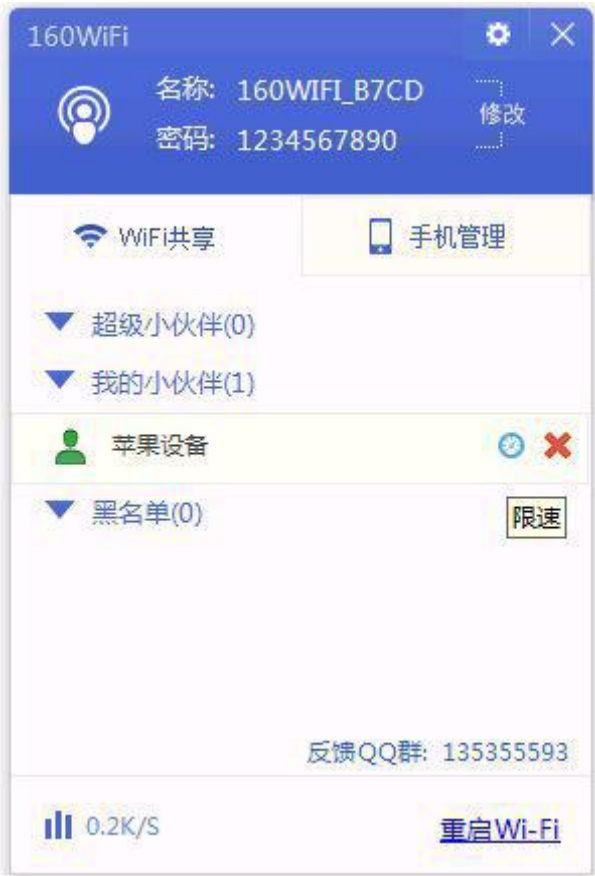 160WiFi
名称: 160WIFI_B7CD
密码: 1234567890
修改
WiFi共享
手机管理
超级小伙伴(0)
我的小伙伴(1)
苹果设备
黑名单(0)
限速
反馈QQ群: 135355593
0.2K/S
重启Wi-Fi